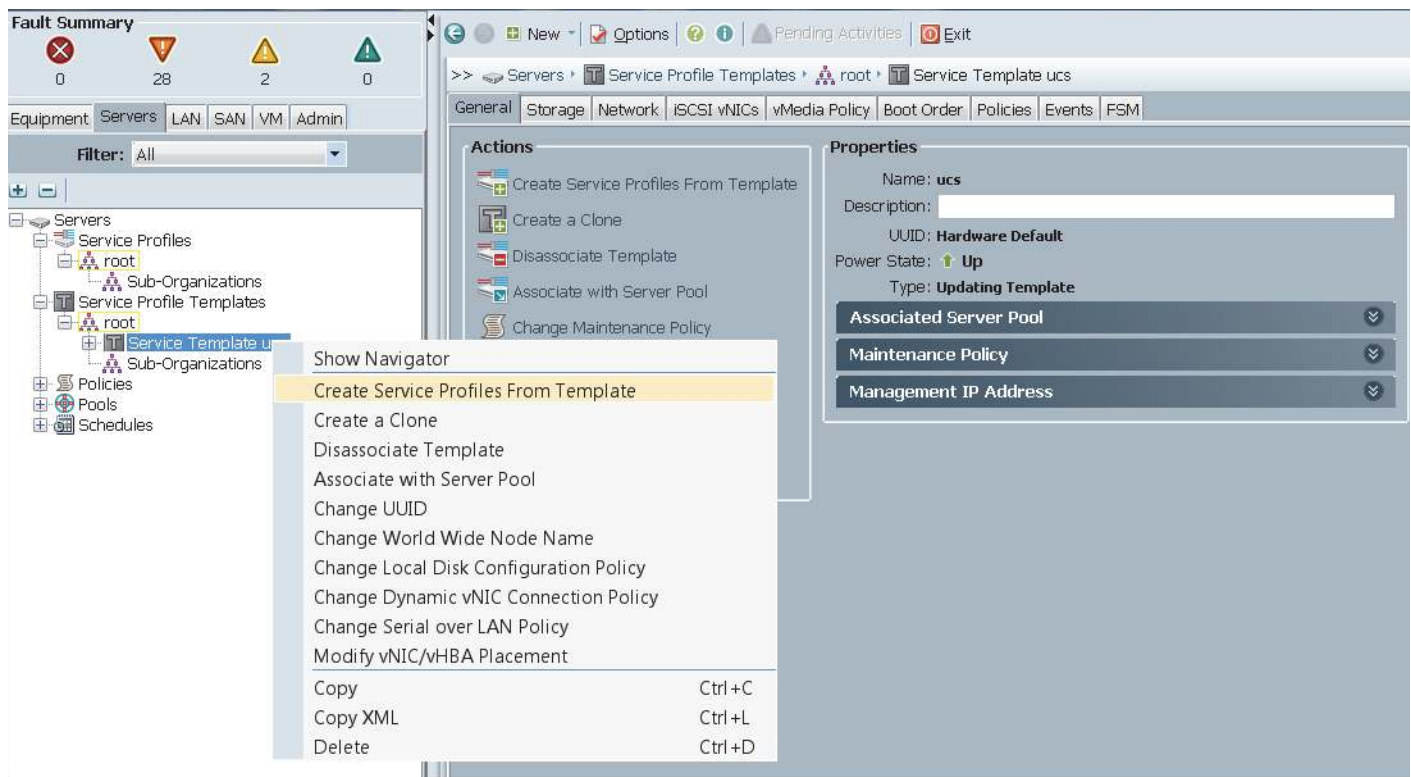 Fault Summary
0 28 2 0
Equipment Servers LAN SAN VM Admin
Filter: All
Servers
Service Profiles
root
Sub-Organizations
Service Profile Templates
root
Service Template u
Sub-Organizations
Policies
Pools
Schedules
New Options Pending Activities Exit
>> Servers Service Profile Templates root Service Template ucs
General Storage Network iSCSI vNICs vMedia Policy Boot Order Policies Events FSM
Actions
Create Service Profiles From Template
Create a Clone
Disassociate Template
Associate with Server Pool
Change Maintenance Policy
Properties
Name: ucs
Description:
UUID: Hardware Default
Power State: Up
Type: Updating Template
Associated Server Pool
Maintenance Policy
Management IP Address
Show Navigator
Create Service Profiles From Template
Create a Clone
Disassociate Template
Associate with Server Pool
Change UUID
Change World Wide Node Name
Change Local Disk Configuration Policy
Change Dynamic vNIC Connection Policy
Change Serial over LAN Policy
Modify vNIC/vHBA Placement
Copy Ctrl+C
Copy XML Ctrl+L
Delete Ctrl+D